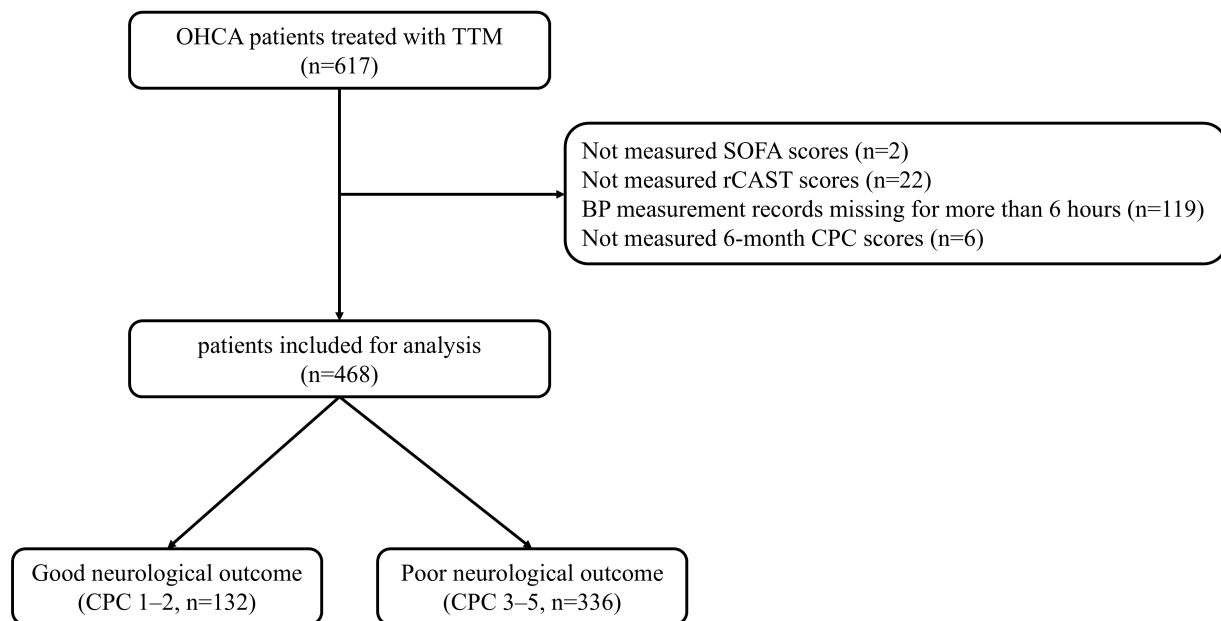 OHCA patients treated with TTM
(n=617)
Not measured SOFA scores (n=2)
Not measured rCAST scores (n=22)
BP measurement records missing for more than 6 hours (n=119)
Not measured 6-month CPC scores (n=6)
patients included for analysis
(n=468)
Good neurological outcome
(CPC 1–2, n=132)
Poor neurological outcome
(CPC 3–5, n=336)